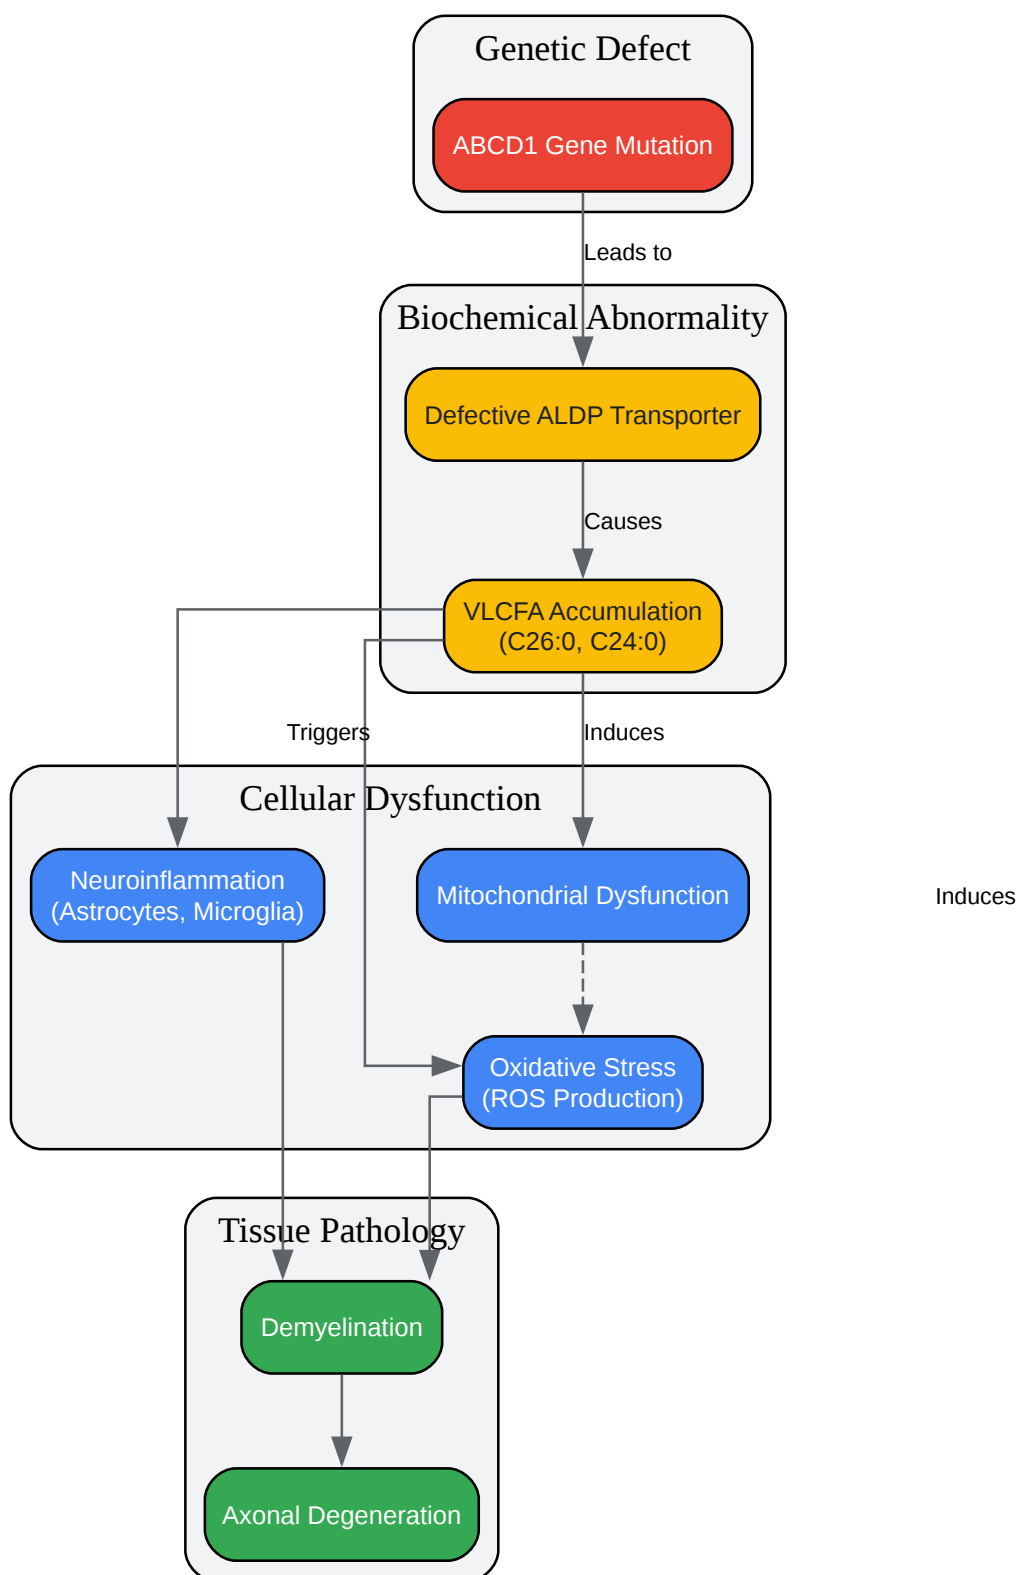 Genetic Defect
ABCD1 Gene Mutation
Leads to
Biochemical Abnormality
Defective ALDP Transporter
Causes
VLCFA Accumulation
(C26:0, C24:0)
Triggers
Induces
Cellular Dysfunction
Neuroinflammation
(Astrocytes, Microglia)
Mitochondrial Dysfunction
Induces
Oxidative Stress
(ROS Production)
Tissue Pathology
Demyelination
Axonal Degeneration